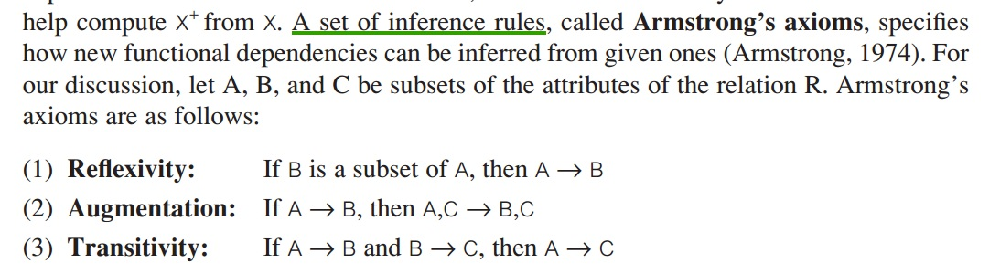 help compute X⁺ from X. A set of inference rules, called Armstrong’s axioms, specifies
how new functional dependencies can be inferred from given ones (Armstrong, 1974). For
our discussion, let A, B, and C be subsets of the attributes of the relation R. Armstrong’s
axioms are as follows:
(1) Reflexivity: If B is a subset of A, then A → B
(2) Augmentation: If A → B, then A,C → B,C
(3) Transitivity: If A → B and B → C, then A → C